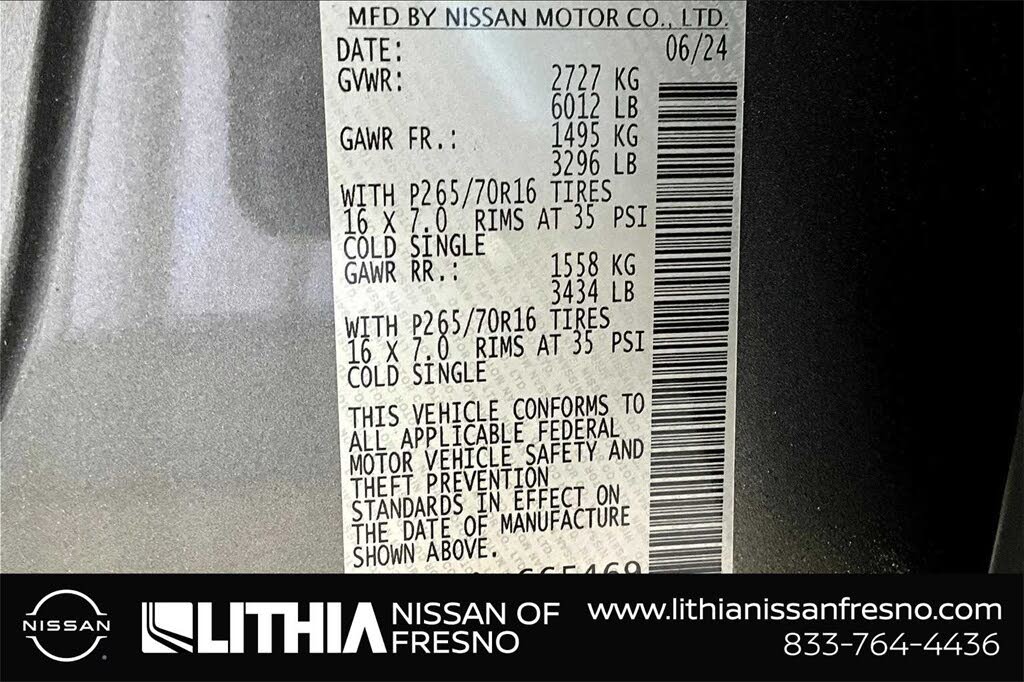 MFD BY NISSAN MOTOR CO., LTD.
DATE: 06/24
GVWR: 2727 KG
6012 LB
GAWR FR.: 1495 KG
3296 LB
WITH P265/70R16 TIRES
16 X 7.0 RIMS AT 35 PSI
COLD SINGLE
GAWR RR.: 1558 KG
3434 LB
WITH P265/70R16 TIRES
16 X 7.0 RIMS AT 35 PSI
COLD SINGLE
THIS VEHICLE CONFORMS TO
ALL APPLICABLE FEDERAL
MOTOR VEHICLE SAFETY AND
THEFT PREVENTION
STANDARDS IN EFFECT ON
THE DATE OF MANUFACTURE
SHOWN ABOVE.
NISSAN
LITHIA
NISSAN OF
FRESNO
www.lithianissanfresno.com
833-764-4436